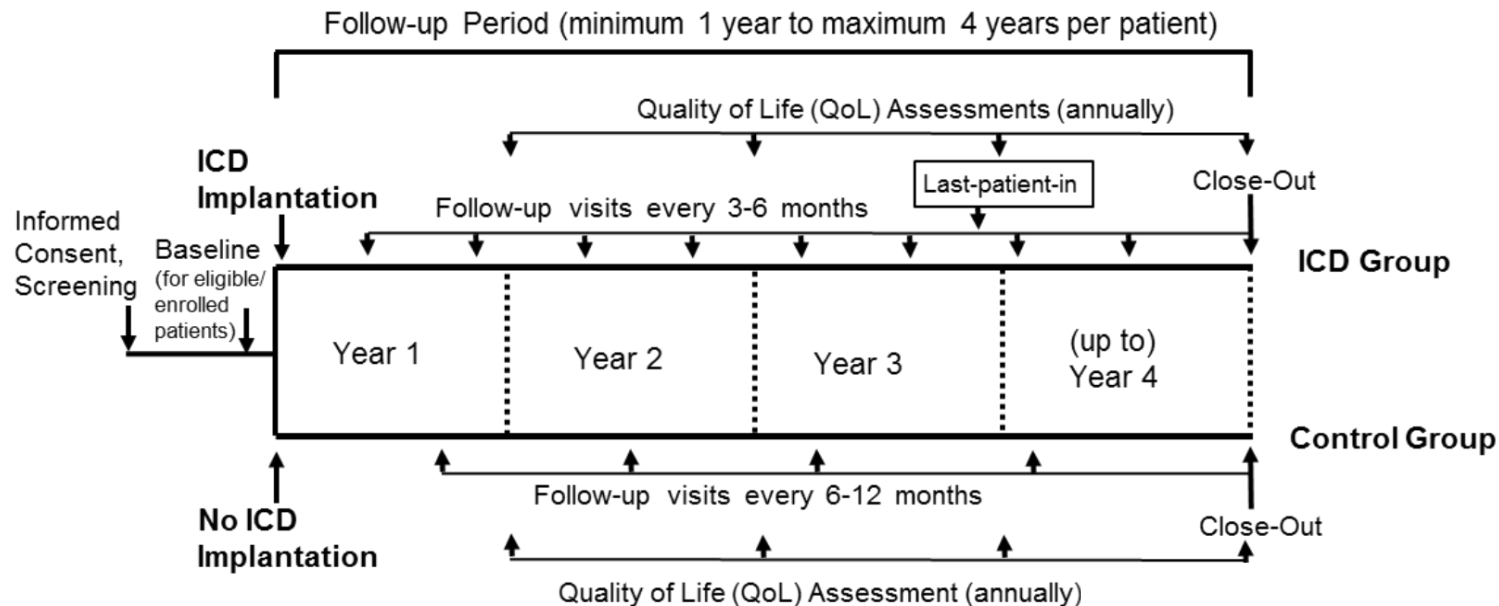 Follow-up Period (minimum 1 year to maximum 4 years per patient)
Quality of Life (QoL) Assessments (annually)
ICD
Implantation
Last-patient-in
Close-Out
Follow-up visits every 3-6 months
Informed
Consent,
Screening
Baseline
(for eligible/
enrolled
patients)
ICD Group
Year 1
Year 2
Year 3
(up to)
Year 4
Control Group
Follow-up visits every 6-12 months
No ICD
Implantation
Close-Out
Quality of Life (QoL) Assessment (annually)